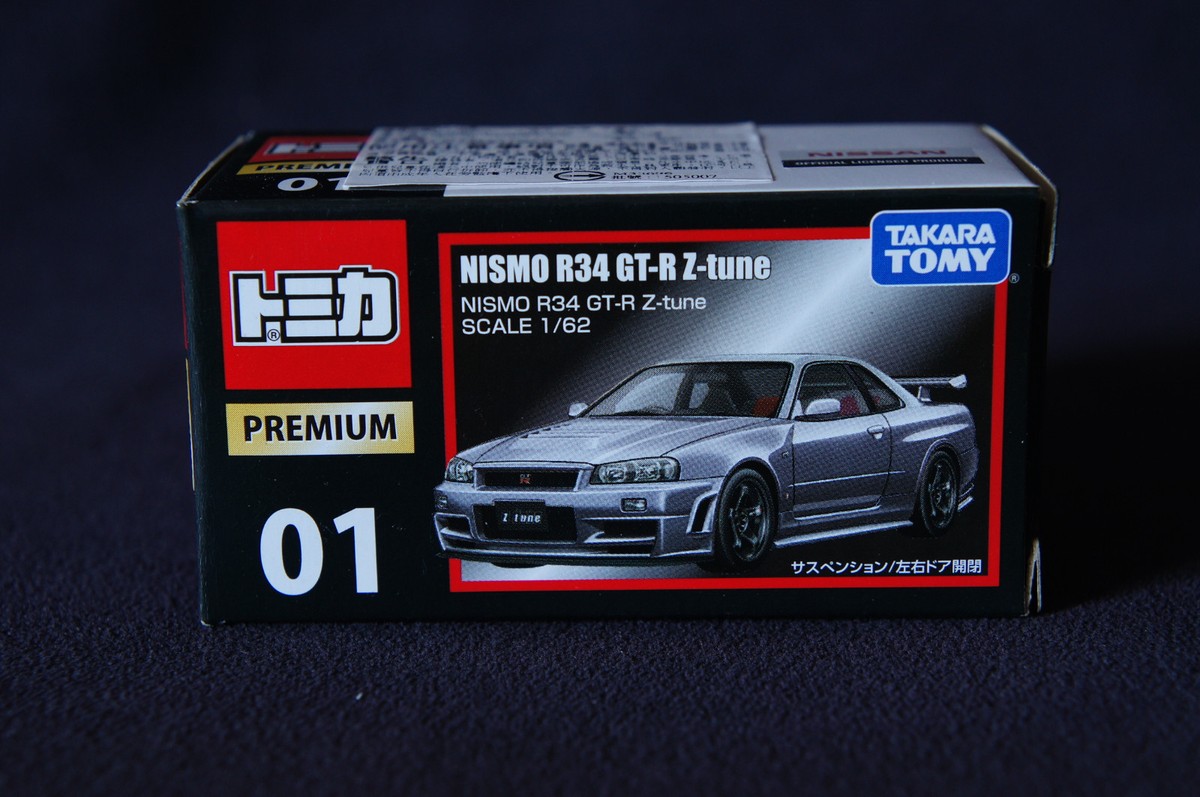 PREMIUM
01
NISSAN
OFFICIAL LICENSED PRODUCT
トミカ
®
PREMIUM
01
NISMO R34 GT-R Z-tune
NISMO R34 GT-R Z-tune
SCALE 1/62
TAKARA
TOMY
®
Z tune
サスペンション/左右ドア開閉